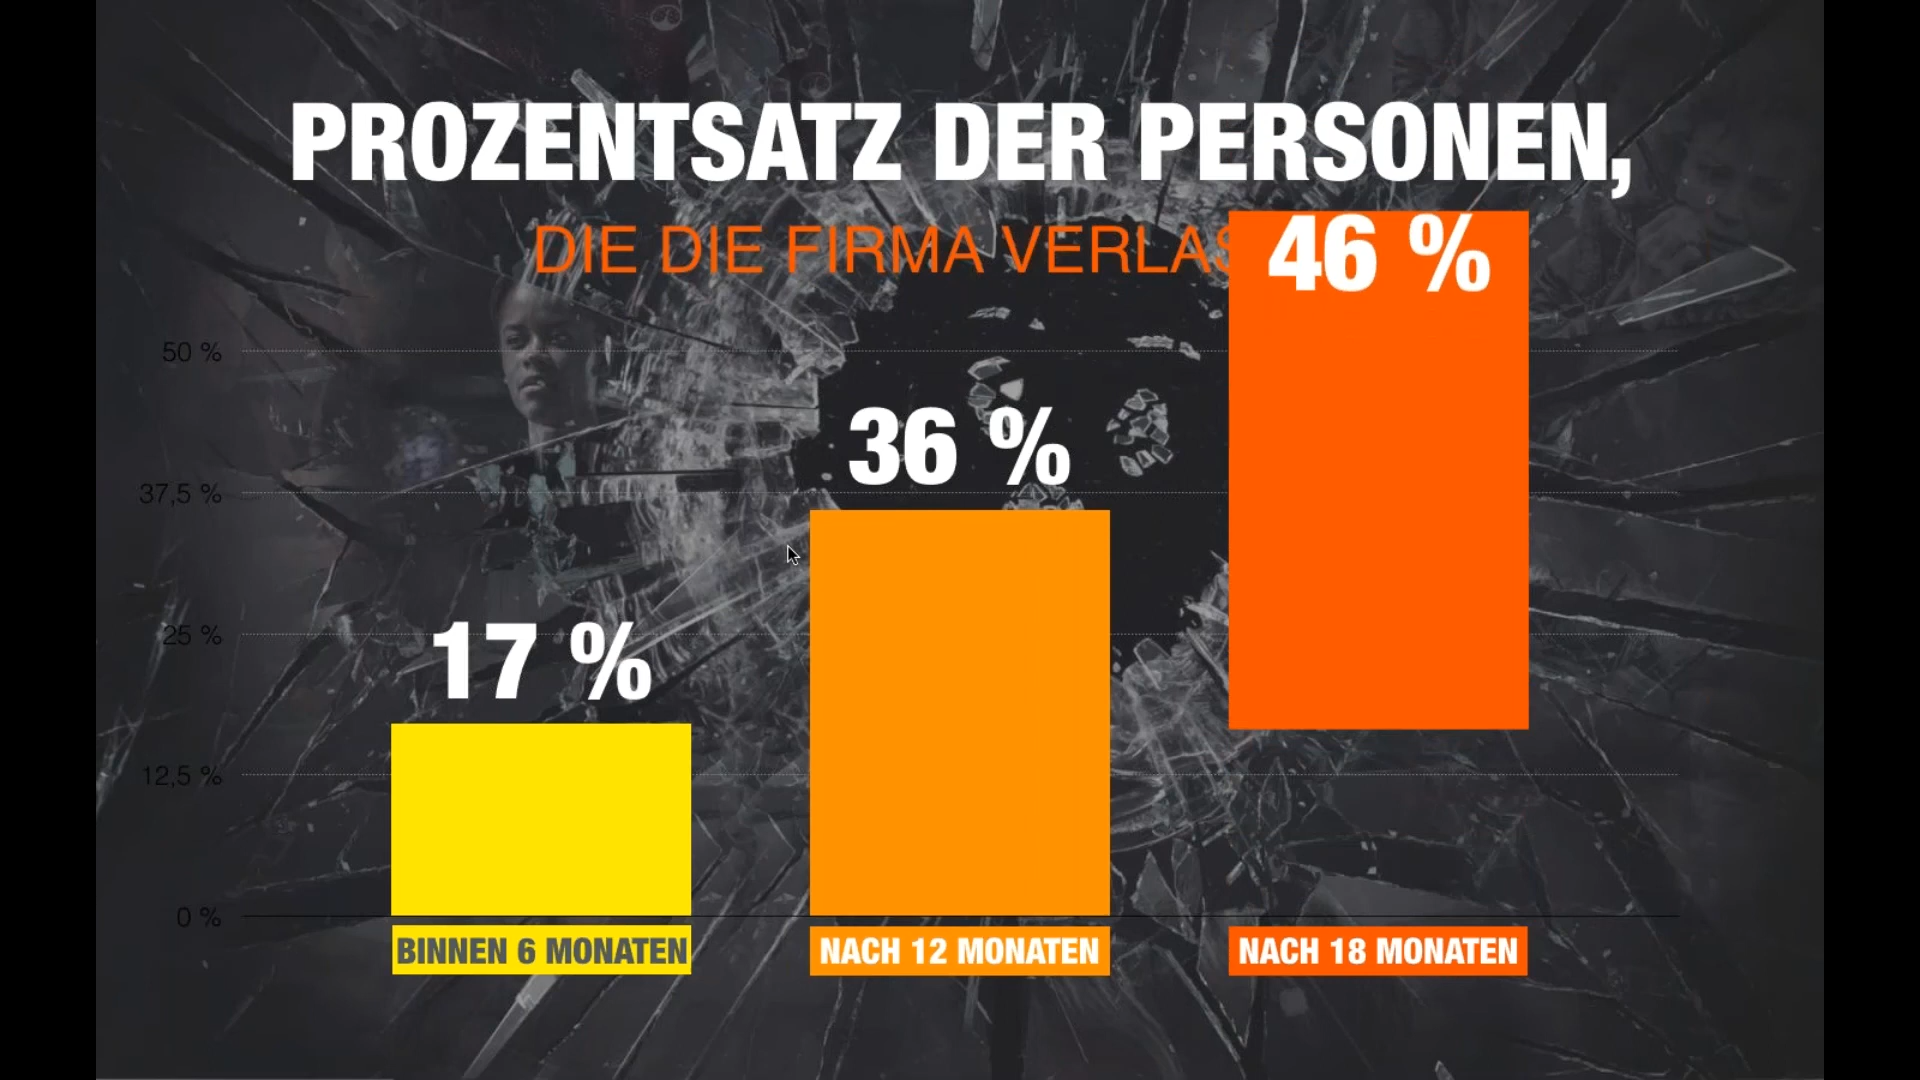 PROZENTSATZ DER PERSONEN,
DIE DIE FIRMA VERLAS
46 %
50 %
36 %
37,5 %
17 %
25 %
12,5 %
0 %
BINNEN 6 MONATEN
NACH 12 MONATEN
NACH 18 MONATEN